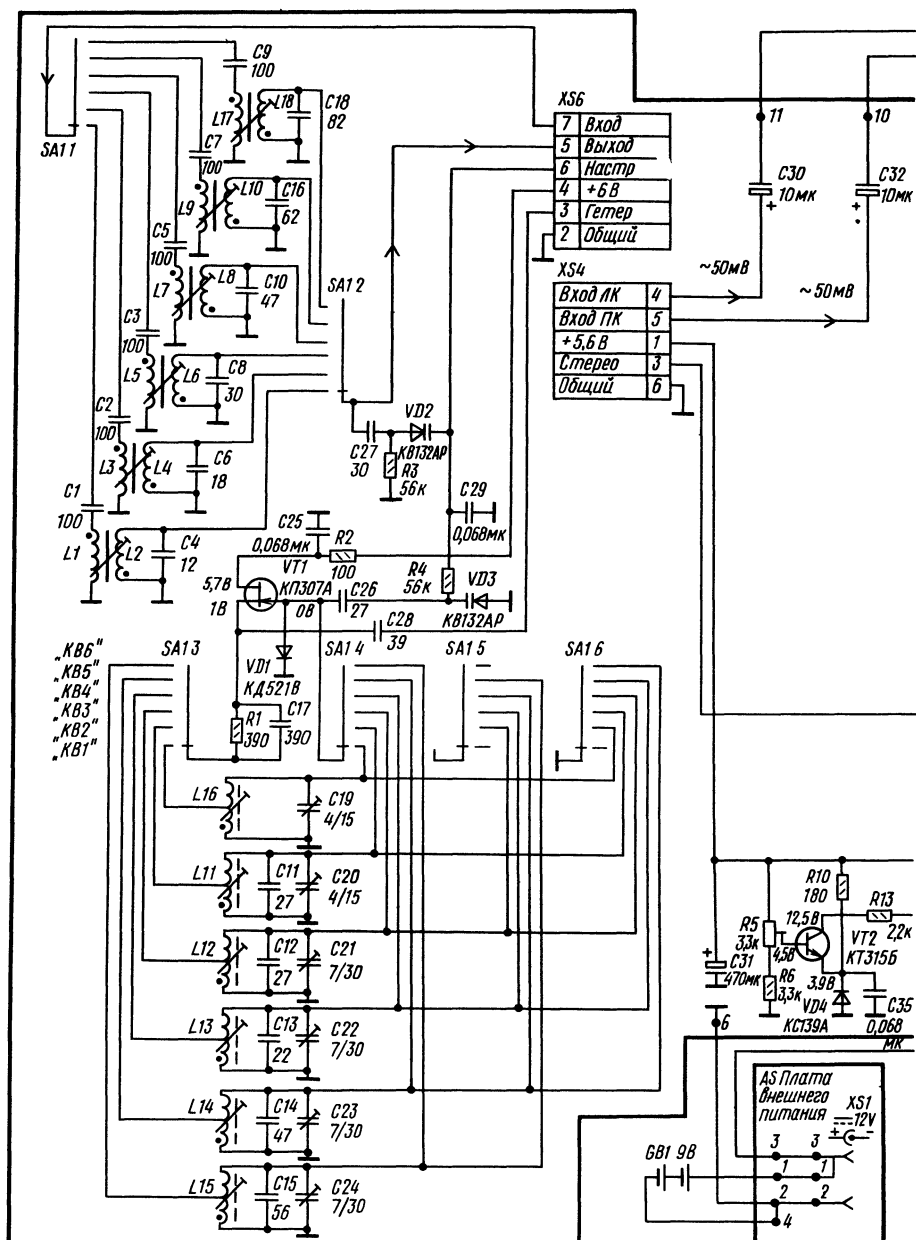 C9
100
L17
L18
C18
82
SA1 1
C7
100
L9
L10
C16
62
C5
100
L7
L8
C10
47
SA1 2
C3
100
L5
L6
C8
30
C2
100
L3
L4
C6
18
C1
100
L1
L2
C4
12
XS6
7 Вход
5 Выход
6 Настр
4 +6 В
3 Гетер
2 Общий
XS4
Вход ЛК 4
Вход ПК 5
+5,6 В 1
Стерео 3
Общий 6
11
10
C30
10мк
+
C32
10мк
+
~50мВ
~50мВ
C27
30
VD2
КВ132АР
R3
56к
C29
0,068мк
C25
0,068мк
R2
100
R4
56к
VD3
КВ132АР
5,7В
1В
VT1
КП307А
0В
C26
27
C28
39
VD1
КД521В
R1
390
C17
390
„КВ6"
„КВ5"
„КВ4"
„КВ3"
„КВ2"
„КВ1"
SA1 3
SA1 4
SA1 5
SA1 6
L16
C19
4/15
L11
C11
27
C20
4/15
L12
C12
27
C21
7/30
L13
C13
22
C22
7/30
L14
C14
47
C23
7/30
L15
C15
56
C24
7/30
+
C31
470мк
6
R5
3,3к
R6
3,3к
12,5В
4,5В
3,9В
R10
180
R13
2,2к
VT2
КТ315Б
VD4
КС139А
C35
0,068
мк
AS Плата
внешнего
питания
XS1
12V
+ -
GB1 9В
3 3
1 1
2 2
4